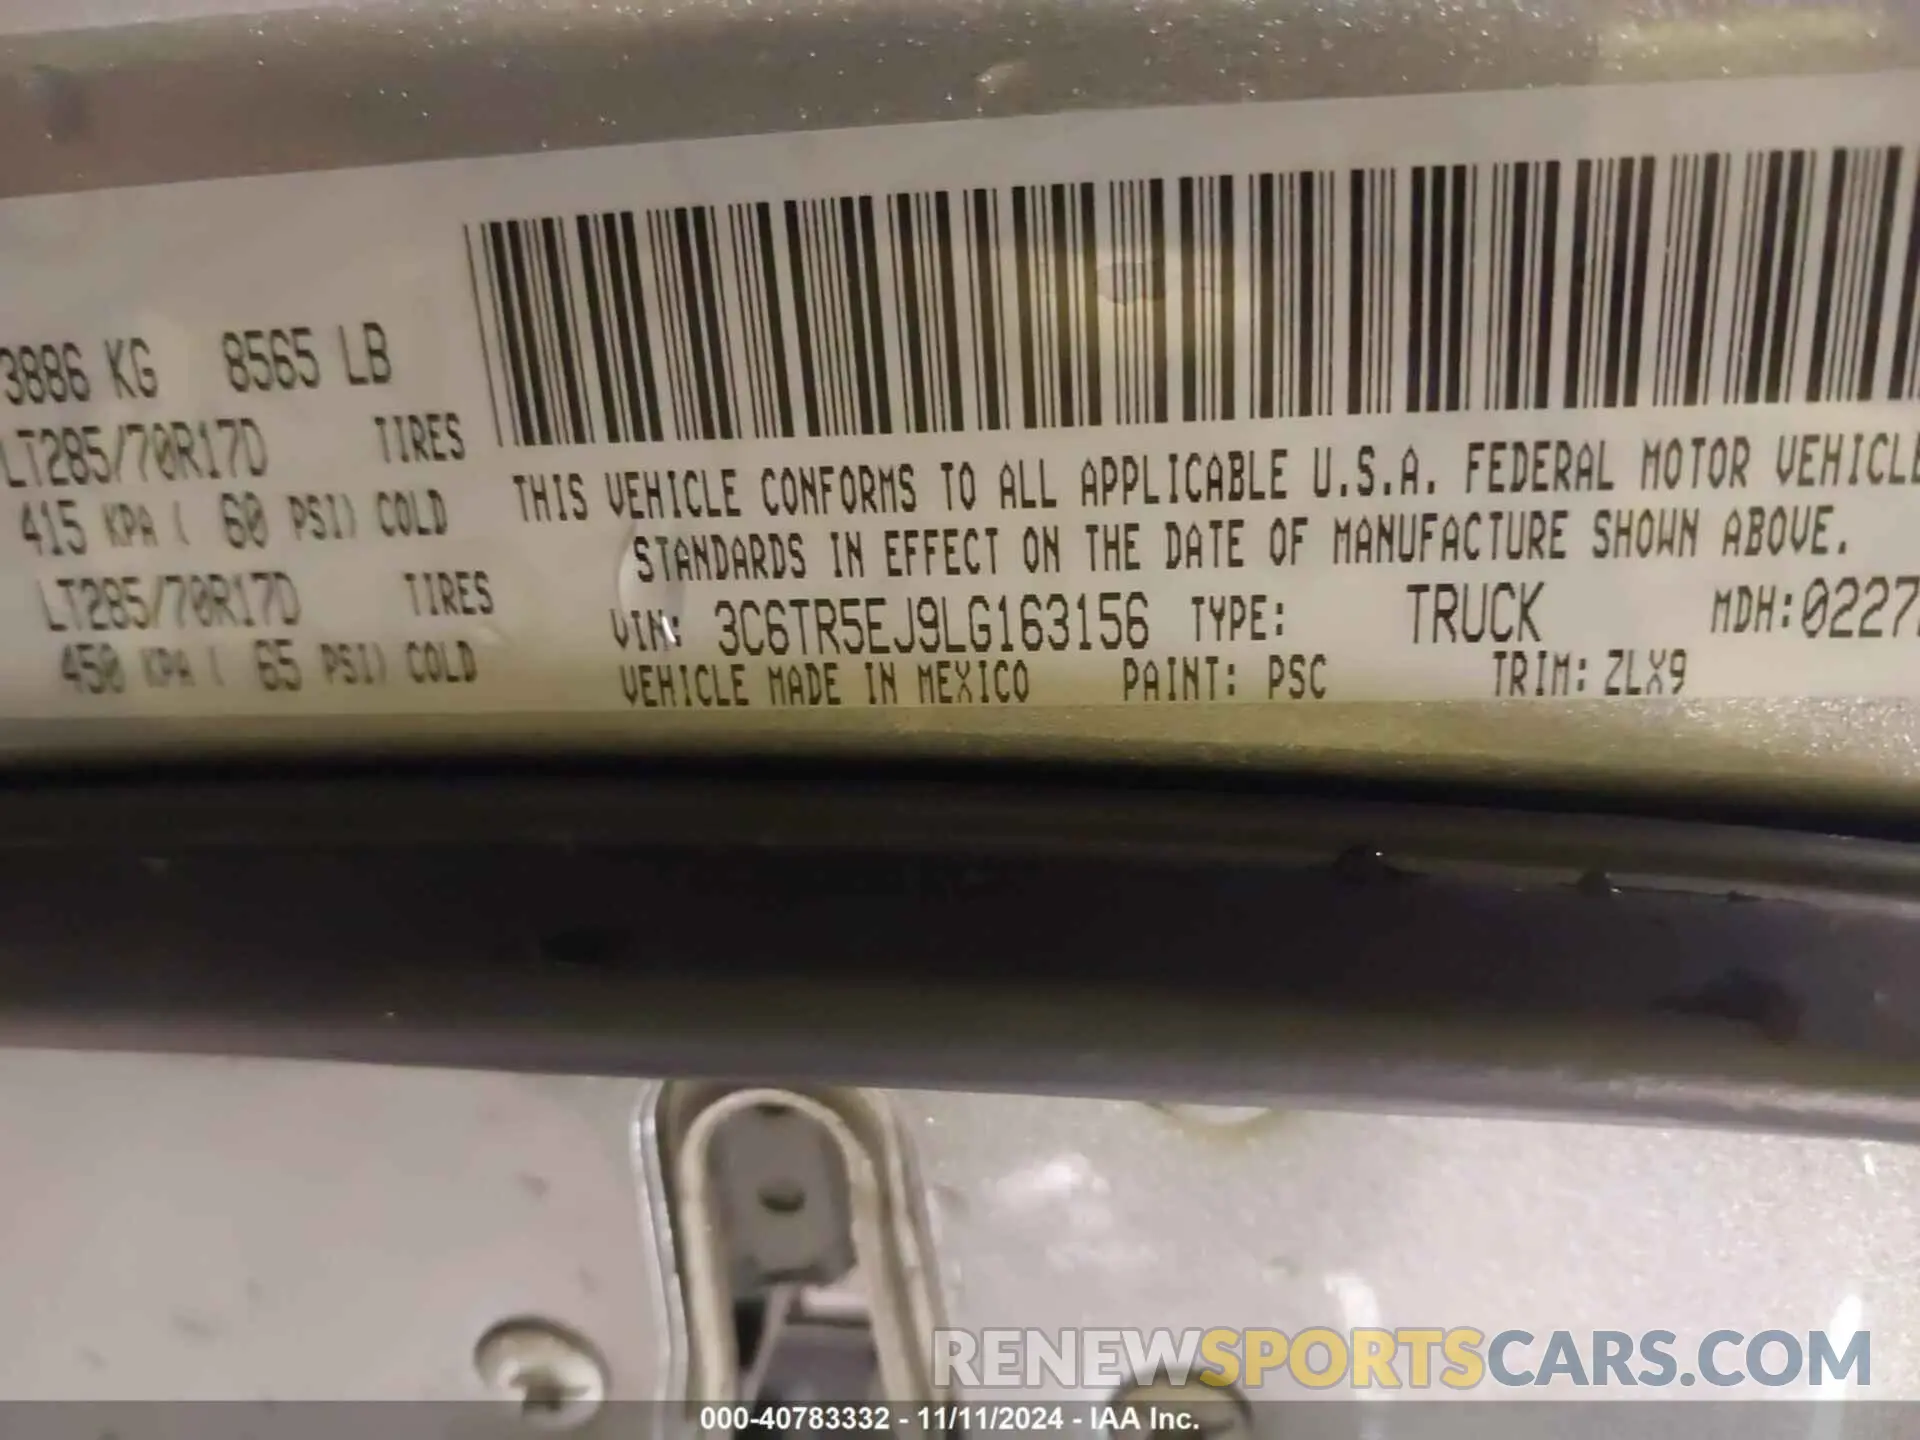 3886 KG 8565 LB
LT285/70R17D TIRES
415 KPA ( 60 PSI) COLD
LT285/70R17D TIRES
450 KPA ( 65 PSI) COLD
THIS VEHICLE CONFORMS TO ALL APPLICABLE U.S.A. FEDERAL MOTOR VEHICLE
STANDARDS IN EFFECT ON THE DATE OF MANUFACTURE SHOWN ABOVE.
VIN: 3C6TR5EJ9LG163156 TYPE: TRUCK MDH:0227
VEHICLE MADE IN MEXICO PAINT: PSC TRIM: ZLX9
RENEWSPORTSCARS.COM
000-40783332 - 11/11/2024 - IAA Inc.